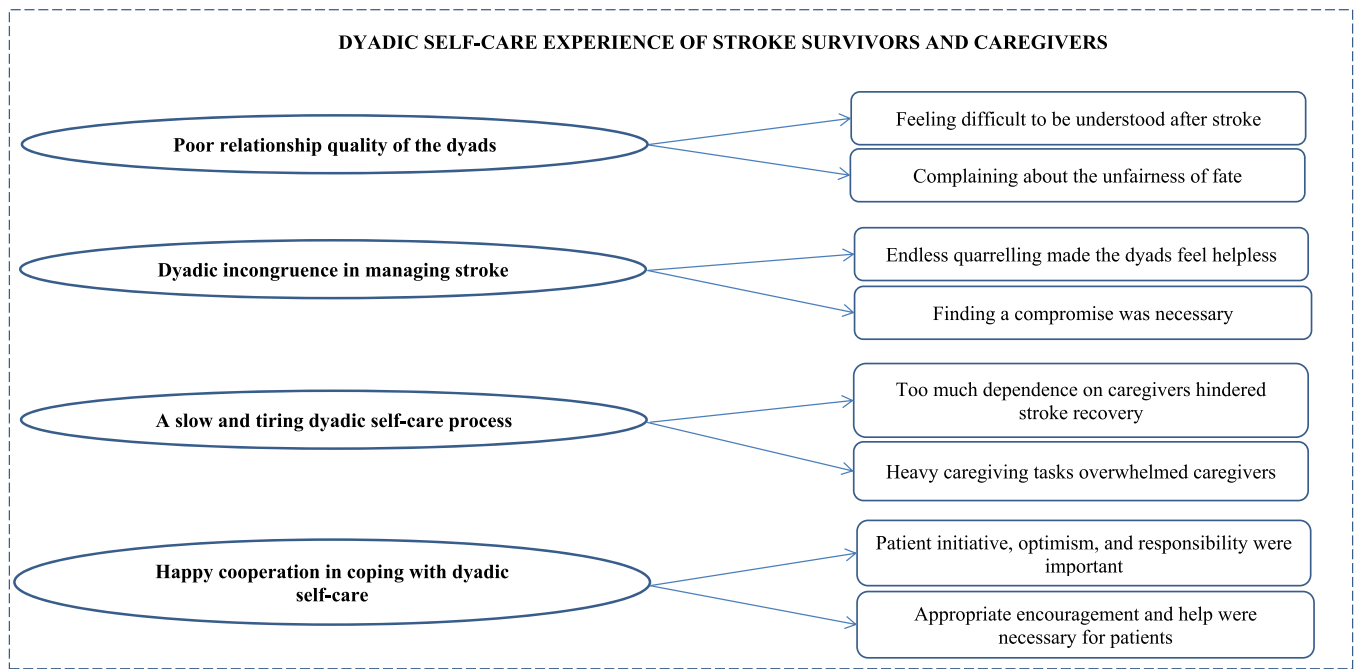 DYADIC SELF-CARE EXPERIENCE OF STROKE SURVIVORS AND CAREGIVERS
Poor relationship quality of the dyads
Feeling difficult to be understood after stroke
Complaining about the unfairness of fate
Dyadic incongruence in managing stroke
Endless quarrelling made the dyads feel helpless
Finding a compromise was necessary
A slow and tiring dyadic self-care process
Too much dependence on caregivers hindered
stroke recovery
Heavy caregiving tasks overwhelmed caregivers
Happy cooperation in coping with dyadic
self-care
Patient initiative, optimism, and responsibility were
important
Appropriate encouragement and help were
necessary for patients